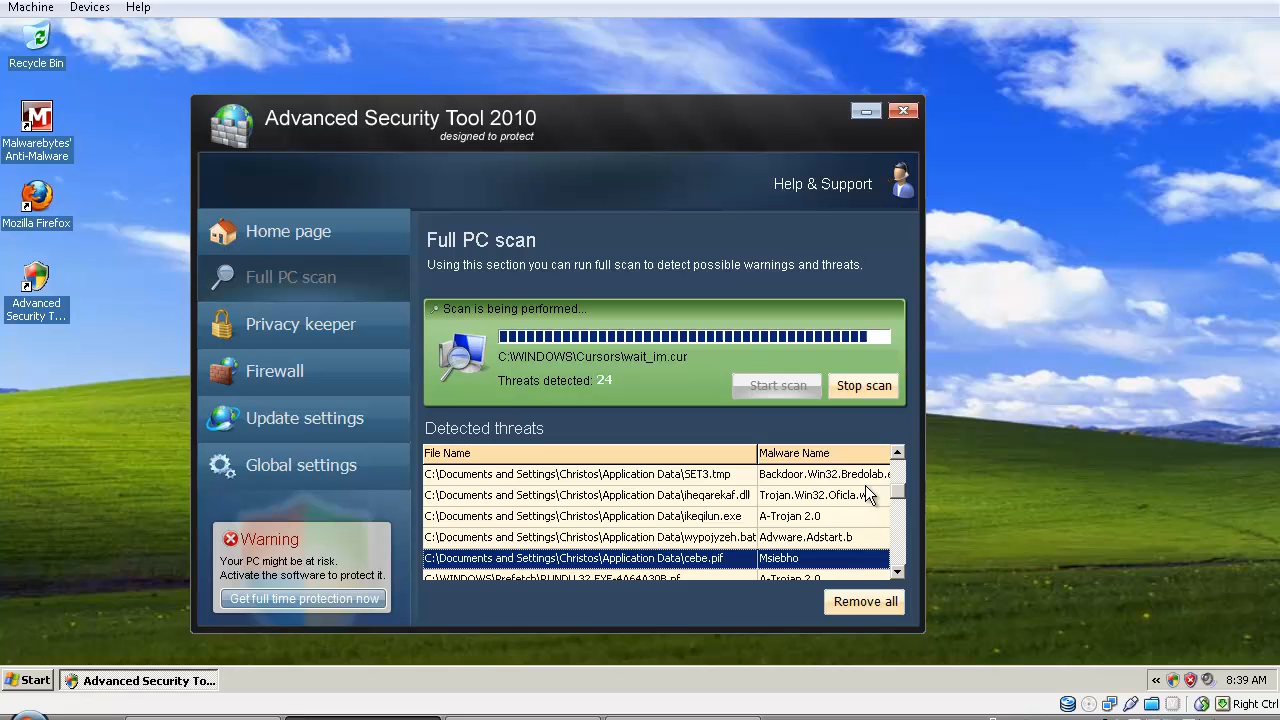 Machine Devices Help
Recycle Bin
Malwarebytes'
Anti-Malware
Mozilla Firefox
Advanced
Security T...
Advanced Security Tool 2010
designed to protect
Help & Support
Home page
Full PC scan
Privacy keeper
Firewall
Update settings
Global settings
Warning
Your PC might be at risk.
Activate the software to protect it.
Get full time protection now
Full PC scan
Using this section you can run full scan to detect possible warnings and threats.
Scan is being performed...
C:\WINDOWS\Cursors\wait_im.cur
Threats detected: 24
Start scan Stop scan
Detected threats
File Name Malware Name
C:\Documents and Settings\Christos\Application Data\SET3.tmp Backdoor.Win32.Bredolab.
C:\Documents and Settings\Christos\Application Data\iheqarekaf.dll Trojan.Win32.Oficla.
C:\Documents and Settings\Christos\Application Data\ikeqilun.exe A-Trojan 2.0
C:\Documents and Settings\Christos\Application Data\wypojyzeh.bat Advware.Adstart.b
C:\Documents and Settings\Christos\Application Data\cebe.pif Msiebho
A-Trojan 2.0
Remove all
Start Advanced Security To... « 8:39 AM
Right Ctrl